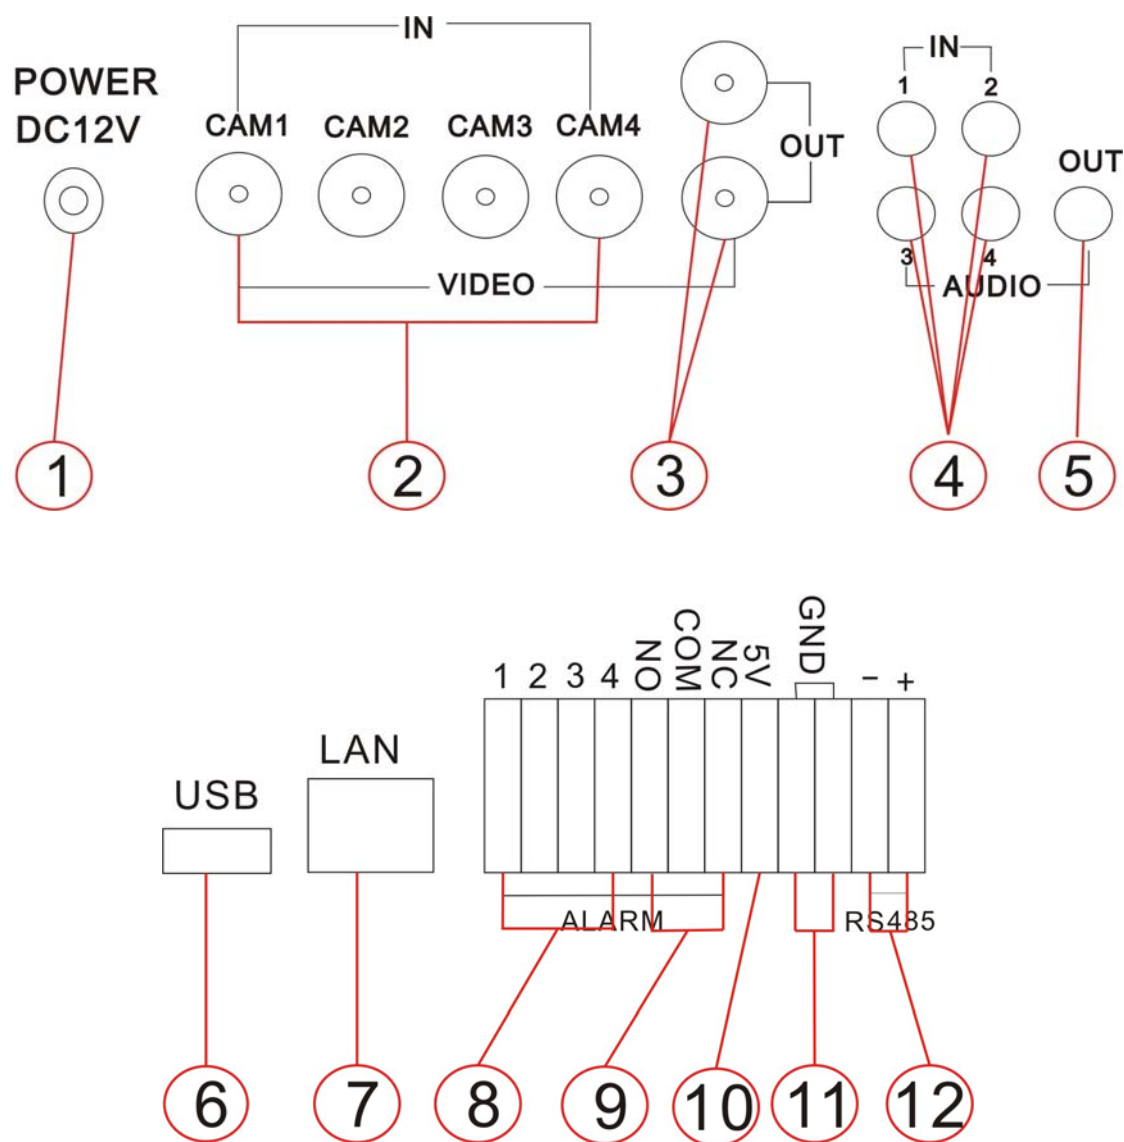 IN
POWER
DC12V
CAM1 CAM2 CAM3 CAM4
OUT
VIDEO
IN
1 2
OUT
3 4
AUDIO
1 2 3 4 5
1 2 3 4 NO COM NC 5V GND - +
LAN
USB
ALARM RS485
6 7 8 9 10 11 12